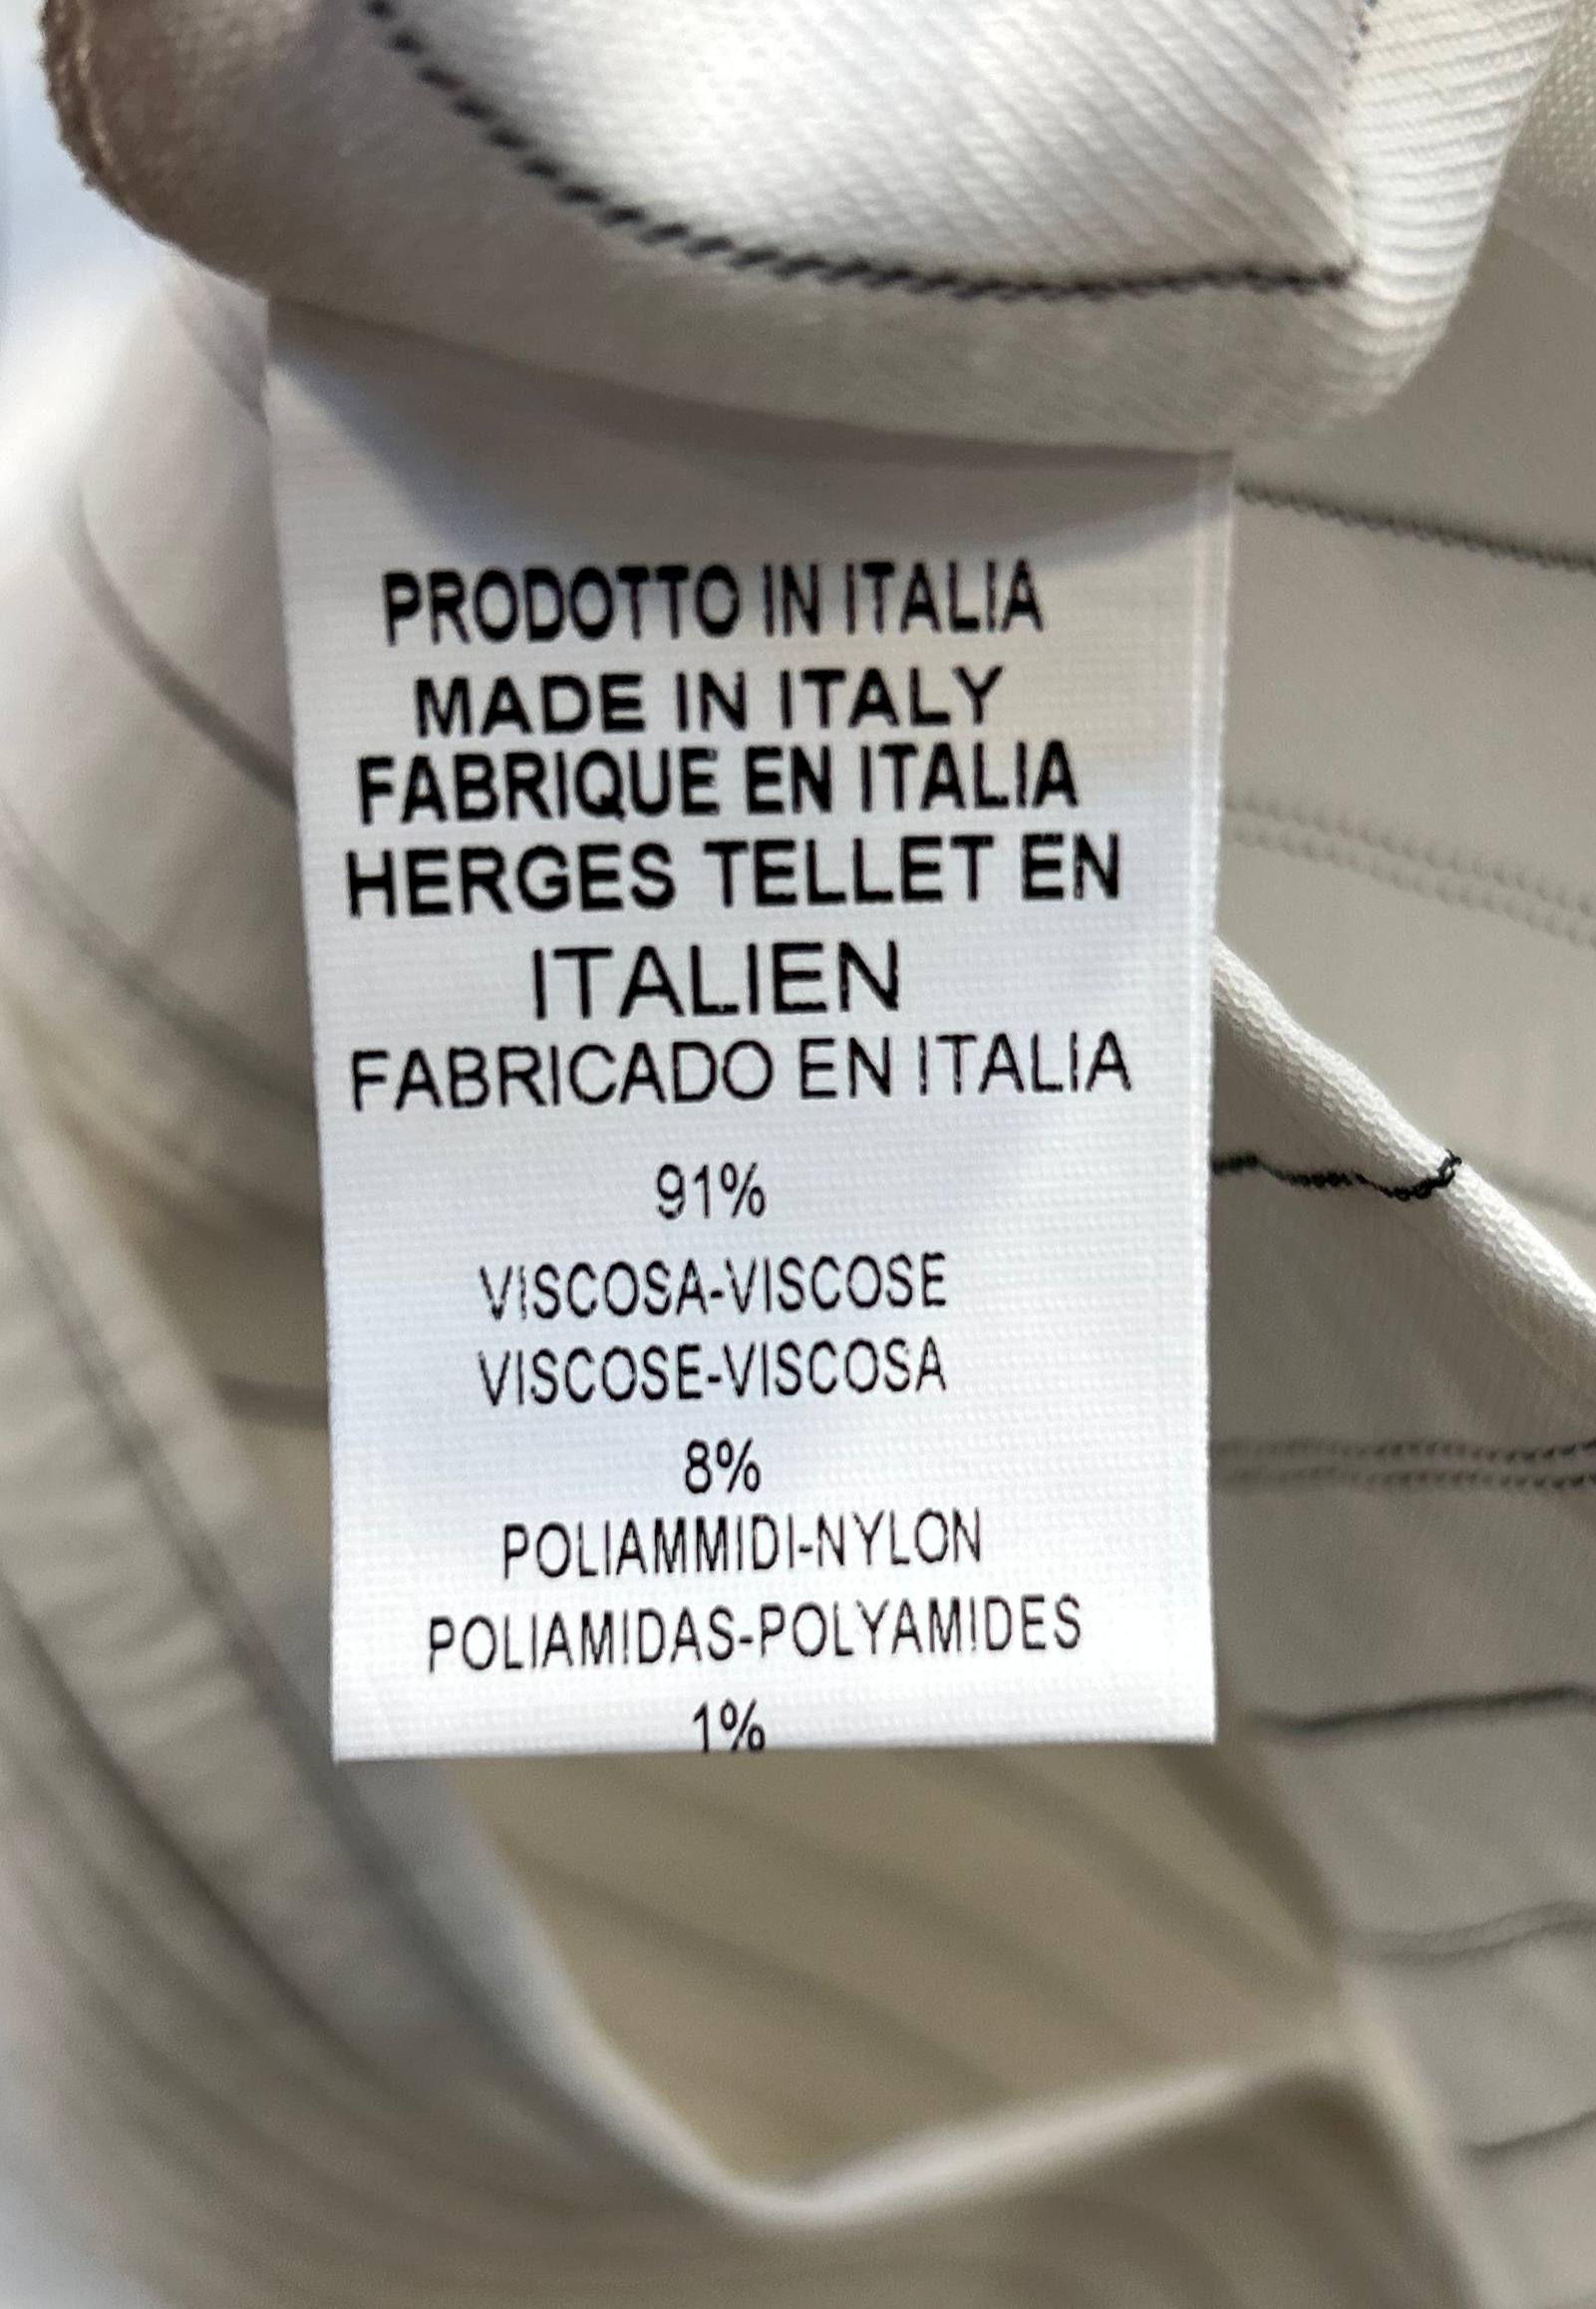 PRODOTTO IN ITALIA
MADE IN ITALY
FABRIQUE EN ITALIA
HERGES TELLET EN
ITALIEN
FABRICADO EN ITALIA
91%
VISCOSA-VISCOSE
VISCOSE-VISCOSA
8%
POLIAMMIDI-NYLON
POLIAMIDAS-POLYAMIDES
1%